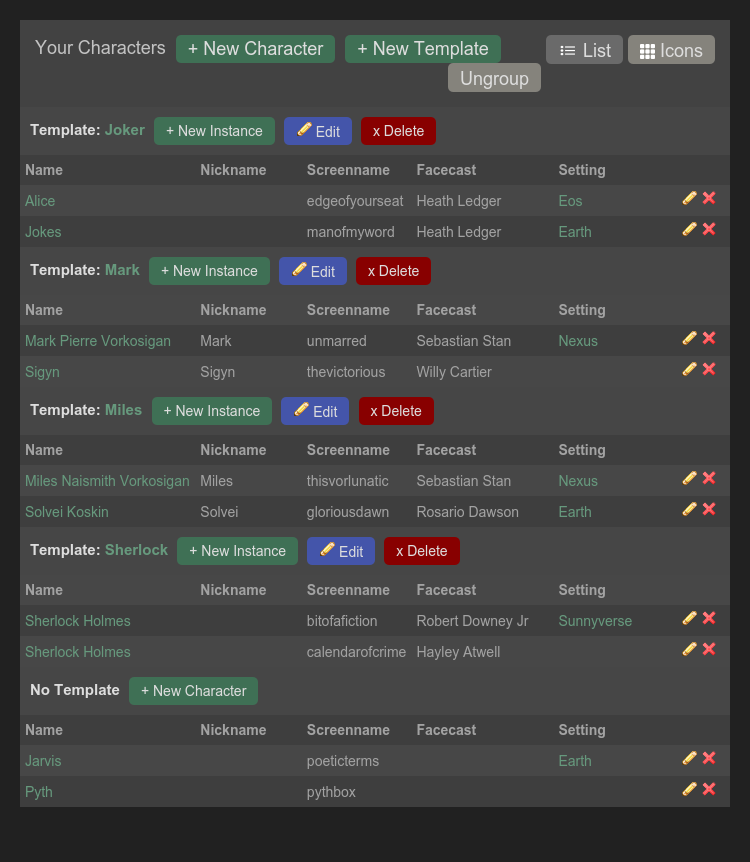 Your Characters + New Character + New Template List Icons
Ungroup
Template: Joker + New Instance Edit x Delete
Name Nickname Screenname Facecast Setting
Alice edgeofyourseat Heath Ledger Eos
Jokes manofmyword Heath Ledger Earth
Template: Mark + New Instance Edit x Delete
Name Nickname Screenname Facecast Setting
Mark Pierre Vorkosigan Mark unmarred Sebastian Stan Nexus
Sigyn Sigyn thevictorious Willy Cartier
Template: Miles + New Instance Edit x Delete
Name Nickname Screenname Facecast Setting
Miles Naismith Vorkosigan Miles thisvorlunatic Sebastian Stan Nexus
Solvei Koskin Solvei gloriousdawn Rosario Dawson Earth
Template: Sherlock + New Instance Edit x Delete
Name Nickname Screenname Facecast Setting
Sherlock Holmes bitofafiction Robert Downey Jr Sunnyverse
Sherlock Holmes calendarofcrime Hayley Atwell
No Template + New Character
Name Nickname Screenname Facecast Setting
Jarvis poeticterms Earth
Pyth pythbox